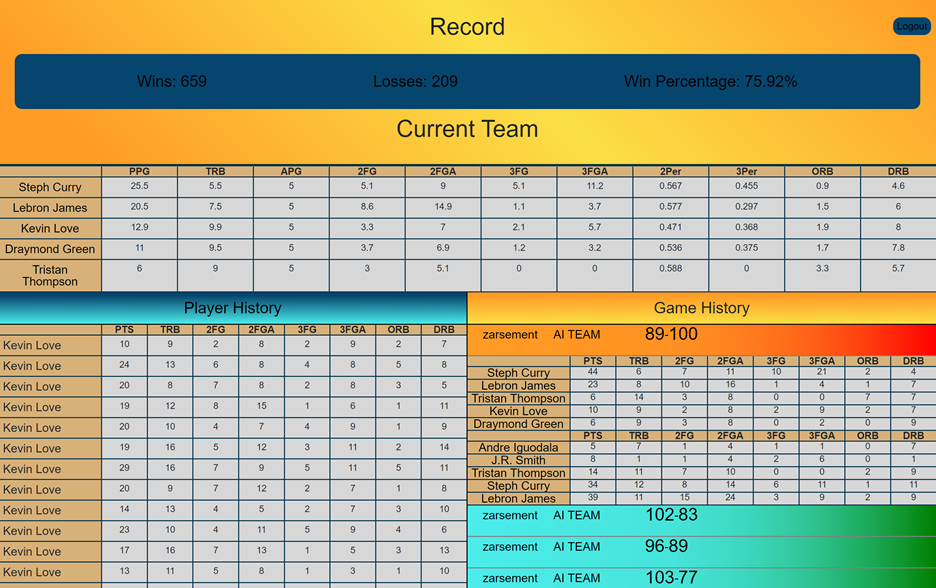 Record
Logout
Wins: 659 Losses: 209 Win Percentage: 75.92%
Current Team
PPG TRB APG 2FG 2FGA 3FG 3FGA 2Per 3Per ORB DRB
Steph Curry 25.5 5.5 5 5.1 9 5.1 11.2 0.567 0.455 0.9 4.6
Lebron James 20.5 7.5 5 8.6 14.9 1.1 3.7 0.577 0.297 1.5 6
Kevin Love 12.9 9.9 5 3.3 7 2.1 5.7 0.471 0.368 1.9 8
Draymond Green 11 9.5 5 3.7 6.9 1.2 3.2 0.536 0.375 1.7 7.8
Tristan Thompson 6 9 5 3 5.1 0 0 0.588 0 3.3 5.7
Player History
PTS TRB 2FG 2FGA 3FG 3FGA ORB DRB
Kevin Love 10 9 2 8 2 9 2 7
Kevin Love 24 13 6 8 4 8 5 8
Kevin Love 20 8 7 8 2 8 3 5
Kevin Love 19 12 8 15 1 6 1 11
Kevin Love 20 10 4 7 4 9 1 9
Kevin Love 19 16 5 12 3 11 2 14
Kevin Love 29 16 7 9 5 11 5 11
Kevin Love 20 9 7 12 2 7 1 8
Kevin Love 14 13 4 5 2 7 3 10
Kevin Love 23 10 4 11 5 9 4 6
Kevin Love 17 16 7 13 1 5 3 13
Kevin Love 13 11 5 8 1 3 1 10
Game History
zarsement AI TEAM 89-100
PTS TRB 2FG 2FGA 3FG 3FGA ORB DRB
Steph Curry 44 6 7 11 10 21 2 4
Lebron James 23 8 10 16 1 4 1 7
Tristan Thompson 6 14 3 8 0 0 7 7
Kevin Love 10 9 2 8 2 9 2 7
Draymond Green 6 9 3 8 0 2 0 9
PTS TRB 2FG 2FGA 3FG 3FGA ORB DRB
Andre Iguodala 5 7 1 4 1 1 0 7
J.R. Smith 8 1 1 4 2 6 0 1
Tristan Thompson 14 11 7 10 0 0 2 9
Steph Curry 34 12 8 14 6 11 1 11
Lebron James 39 11 15 24 3 9 2 9
zarsement AI TEAM 102-83
zarsement AI TEAM 96-89
zarsement AI TEAM 103-77